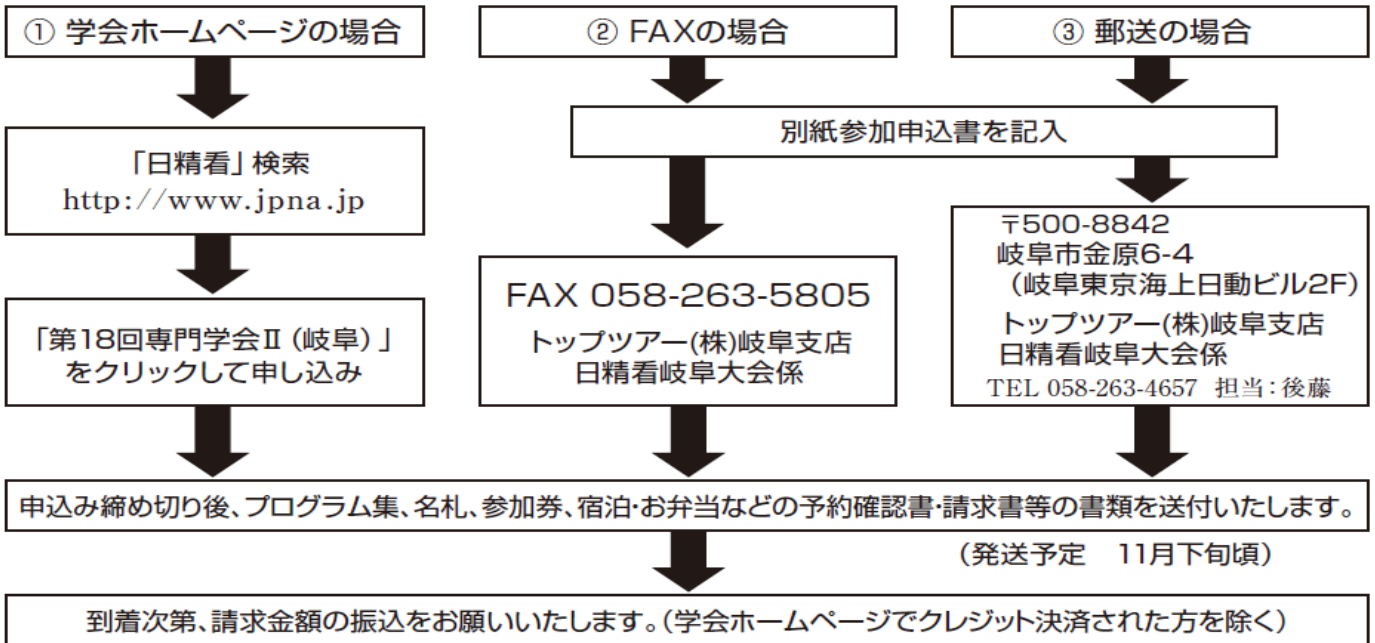 ① 学会ホームページの場合
② FAXの場合
③ 郵送の場合
別紙参加申込書を記入
「日精看」検索
http://www.jpna.jp
「第18回専門学会Ⅱ(岐阜)」
をクリックして申し込み
FAX 058-263-5805
トップツアー(株)岐阜支店
日精看岐阜大会係
〒500-8842
岐阜市金原6-4
(岐阜東京海上日動ビル2F)
トップツアー(株)岐阜支店
日精看岐阜大会係
TEL 058-263-4657 担当:後藤
申込み締め切り後、プログラム集、名札、参加券、宿泊・お弁当などの予約確認書・請求書等の書類を送付いたします。
(発送予定 11月下旬頃)
到着次第、請求金額の振込をお願いいたします。(学会ホームページでクレジット決済された方を除く)